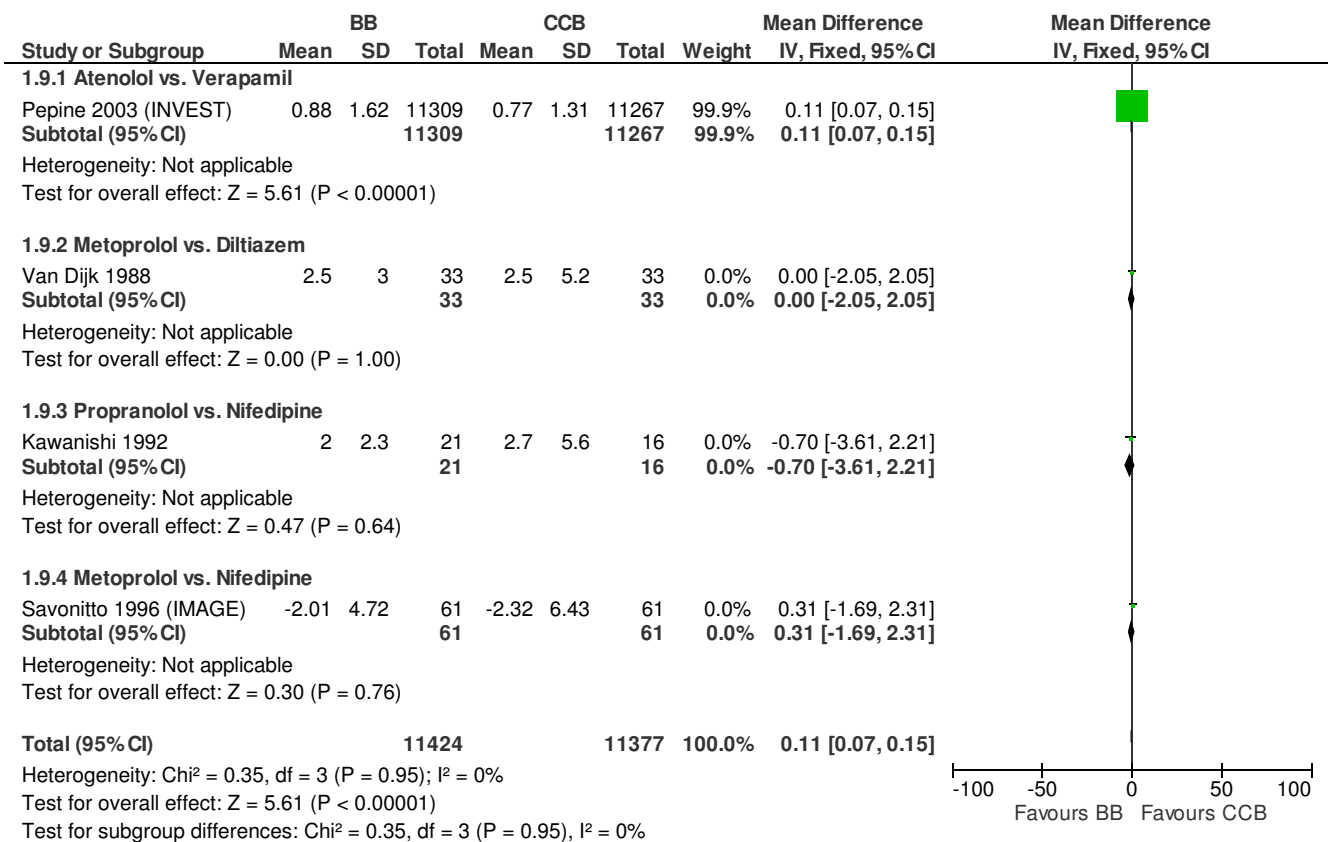 BB CCB Mean Difference Mean Difference
Study or Subgroup Mean SD Total Mean SD Total Weight IV, Fixed, 95% CI IV, Fixed, 95% CI
1.9.1 Atenolol vs. Verapamil
Pepine 2003 (INVEST) 0.88 1.62 11309 0.77 1.31 11267 99.9% 0.11 [0.07, 0.15]
Subtotal (95% CI) 11309 11267 99.9% 0.11 [0.07, 0.15]
Heterogeneity: Not applicable
Test for overall effect: Z = 5.61 (P < 0.00001)
1.9.2 Metoprolol vs. Diltiazem
Van Dijk 1988 2.5 3 33 2.5 5.2 33 0.0% 0.00 [-2.05, 2.05]
Subtotal (95% CI) 33 33 0.0% 0.00 [-2.05, 2.05]
Heterogeneity: Not applicable
Test for overall effect: Z = 0.00 (P = 1.00)
1.9.3 Propranolol vs. Nifedipine
Kawanishi 1992 2 2.3 21 2.7 5.6 16 0.0% -0.70 [-3.61, 2.21]
Subtotal (95% CI) 21 16 0.0% -0.70 [-3.61, 2.21]
Heterogeneity: Not applicable
Test for overall effect: Z = 0.47 (P = 0.64)
1.9.4 Metoprolol vs. Nifedipine
Savonitto 1996 (IMAGE) -2.01 4.72 61 -2.32 6.43 61 0.0% 0.31 [-1.69, 2.31]
Subtotal (95% CI) 61 61 0.0% 0.31 [-1.69, 2.31]
Heterogeneity: Not applicable
Test for overall effect: Z = 0.30 (P = 0.76)
Total (95% CI) 11424 11377 100.0% 0.11 [0.07, 0.15]
Heterogeneity: Chi² = 0.35, df = 3 (P = 0.95); I² = 0%
Test for overall effect: Z = 5.61 (P < 0.00001)
Test for subgroup differences: Chi² = 0.35, df = 3 (P = 0.95), I² = 0%
-100 -50 0 50 100
Favours BB Favours CCB